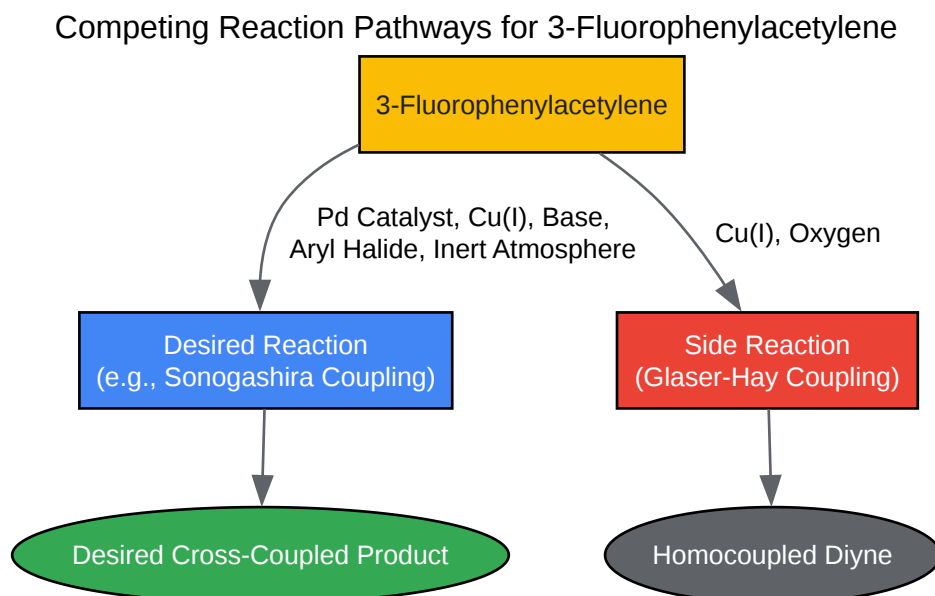 Competing Reaction Pathways for 3-Fluorophenylacetylene
3-Fluorophenylacetylene
Pd Catalyst, Cu(I), Base,
Aryl Halide, Inert Atmosphere
Cu(I), Oxygen
Desired Reaction
(e.g., Sonogashira Coupling)
Side Reaction
(Glaser-Hay Coupling)
Desired Cross-Coupled Product
Homocoupled Diyne